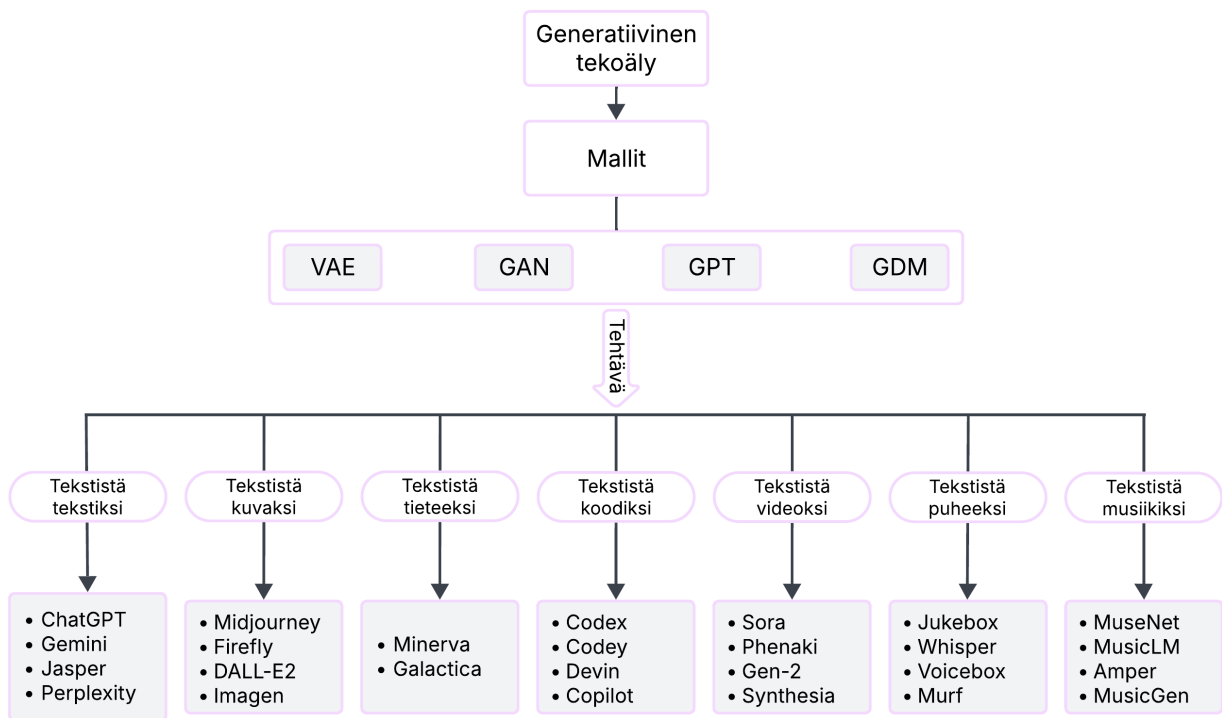 Generatiivinen
tekoäly
Mallit
VAE
GAN
GPT
GDM
Tehtävä
Tekstistä
tekstiksi
Tekstistä
kuvaksi
Tekstistä
tieteeksi
Tekstistä
koodiksi
Tekstistä
videoksi
Tekstistä
puheeksi
Tekstistä
musiikiksi
• ChatGPT
• Gemini
• Jasper
• Perplexity
• Midjourney
• Firefly
• DALL-E2
• Imagen
• Minerva
• Galactica
• Codex
• Codey
• Devin
• Copilot
• Sora
• Phenaki
• Gen-2
• Synthesia
• Jukebox
• Whisper
• Voicebox
• Murf
• MuseNet
• MusicLM
• Amper
• MusicGen